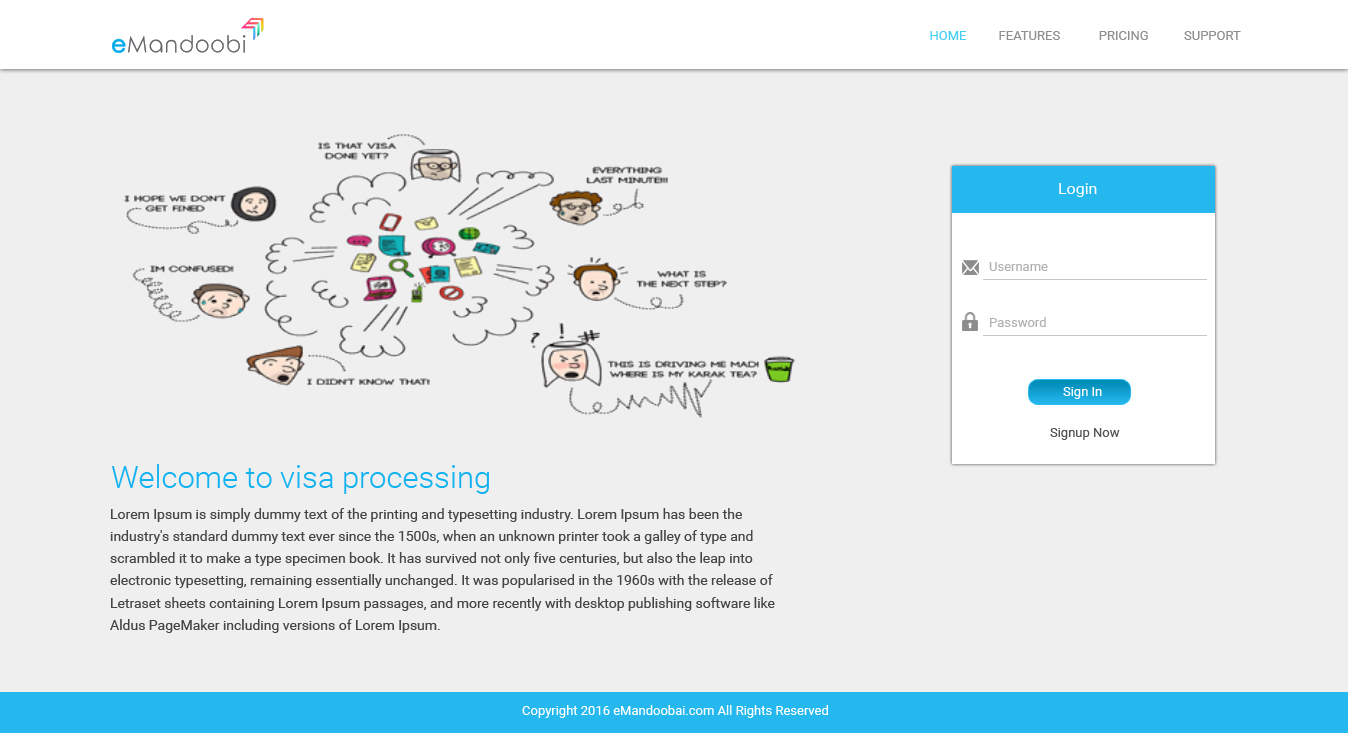 eMandoobi
HOME FEATURES PRICING SUPPORT
IS THAT VISA
DONE YET?
EVERYTHING
LAST MINUTE!!!
I HOPE WE DON'T
GET FINED
IM CONFUSED!
WHAT IS
THE NEXT STEP?
? ! #
I DIDN'T KNOW THAT!
THIS IS DRIVING ME MAD!
WHERE IS MY KARAK TEA?
Login
Username
Password
Sign In
Signup Now
Welcome to visa processing
Lorem Ipsum is simply dummy text of the printing and typesetting industry. Lorem Ipsum has been the
industry's standard dummy text ever since the 1500s, when an unknown printer took a galley of type and
scrambled it to make a type specimen book. It has survived not only five centuries, but also the leap into
electronic typesetting, remaining essentially unchanged. It was popularised in the 1960s with the release of
Letraset sheets containing Lorem Ipsum passages, and more recently with desktop publishing software like
Aldus PageMaker including versions of Lorem Ipsum.
Copyright 2016 eMandoobai.com All Rights Reserved